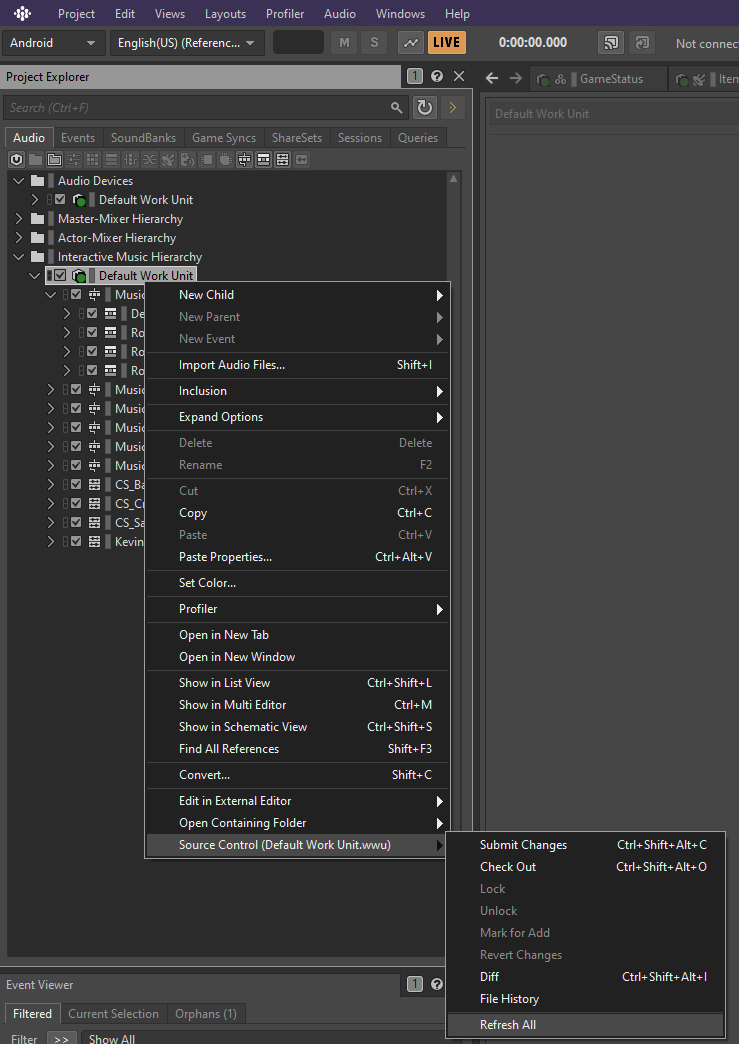 Project Edit Views Layouts Profiler Audio Windows Help
Android English(US) (Referenc... M S LIVE 0:00:00.000 Not connec
Project Explorer 1
GameStatus Item
Search (Ctrl+F)
Default Work Unit
Audio Events SoundBanks Game Syncs ShareSets Sessions Queries
Audio Devices
Default Work Unit
Master-Mixer Hierarchy
Actor-Mixer Hierarchy
Interactive Music Hierarchy
Default Work Unit
Music
De
Ro
Ro
Ro
Music
Music
Music
Music
Music
CS_Ba
CS_Cr
CS_Sa
Kevin
New Child
New Parent
New Event
Import Audio Files... Shift+I
Inclusion
Expand Options
Delete Delete
Rename F2
Cut Ctrl+X
Copy Ctrl+C
Paste Ctrl+V
Paste Properties... Ctrl+Alt+V
Set Color...
Profiler
Open in New Tab
Open in New Window
Show in List View Ctrl+Shift+L
Show in Multi Editor Ctrl+M
Show in Schematic View Ctrl+Shift+S
Find All References Shift+F3
Convert... Shift+C
Edit in External Editor
Open Containing Folder
Source Control (Default Work Unit.wwu)
Submit Changes Ctrl+Shift+Alt+C
Check Out Ctrl+Shift+Alt+O
Lock
Unlock
Mark for Add
Revert Changes
Diff Ctrl+Shift+Alt+I
File History
Refresh All
Event Viewer 1
Filtered Current Selection Orphans (1)
Filter >> Show All